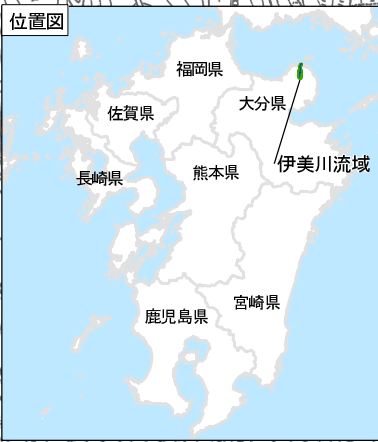 位置図
福岡県
大分県
佐賀県
伊美川流域
熊本県
長崎県
宮崎県
鹿児島県